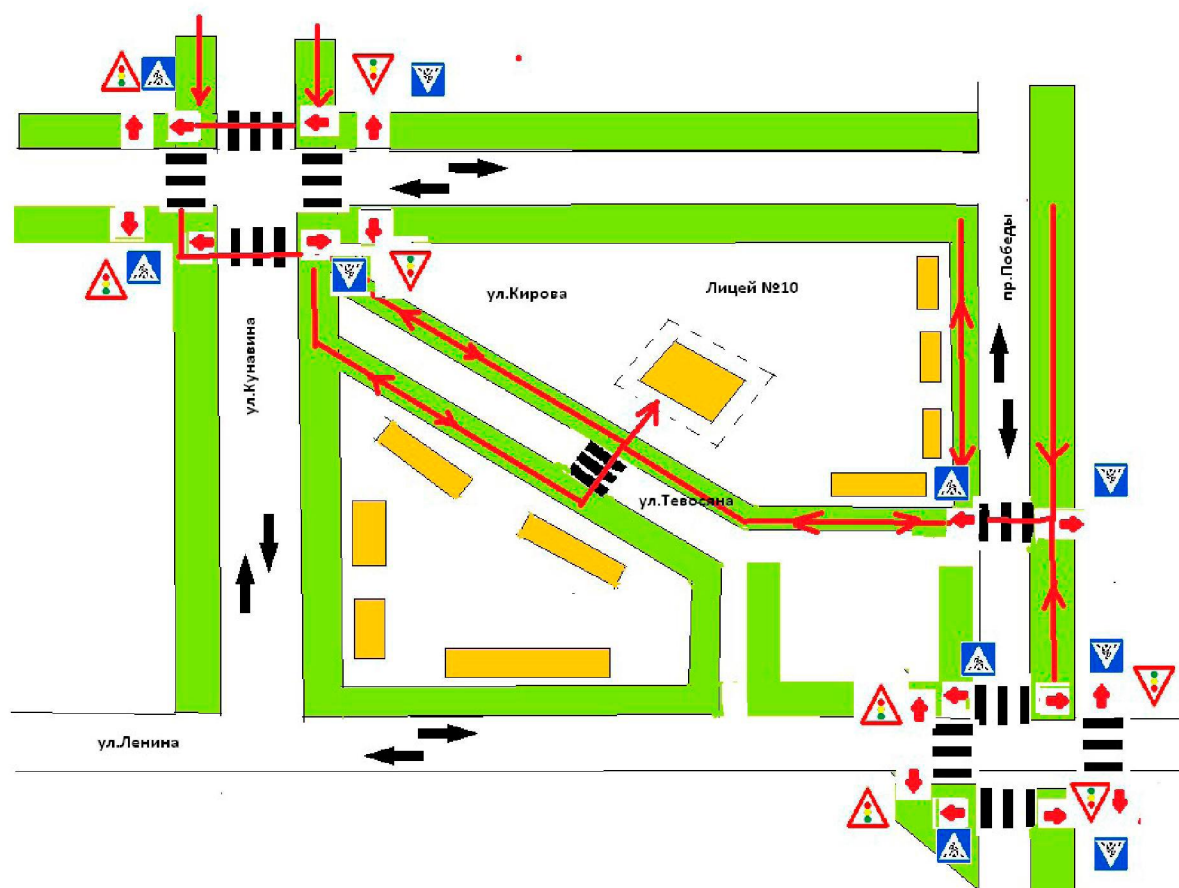 пр.Победы
ул.Кирова
Лицей №10
ул.Кунавина
ул.Тевосяна
ул.Ленина